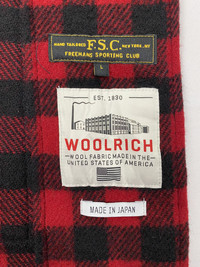 HAND TAILORED F.S.C. NEW YORK, NY
FREEMANS SPORTING CLUB
L
EST. 1830
WOOLRICH
WOOL FABRIC MADE IN THE
UNITED STATES OF AMERICA
MADE IN JAPAN